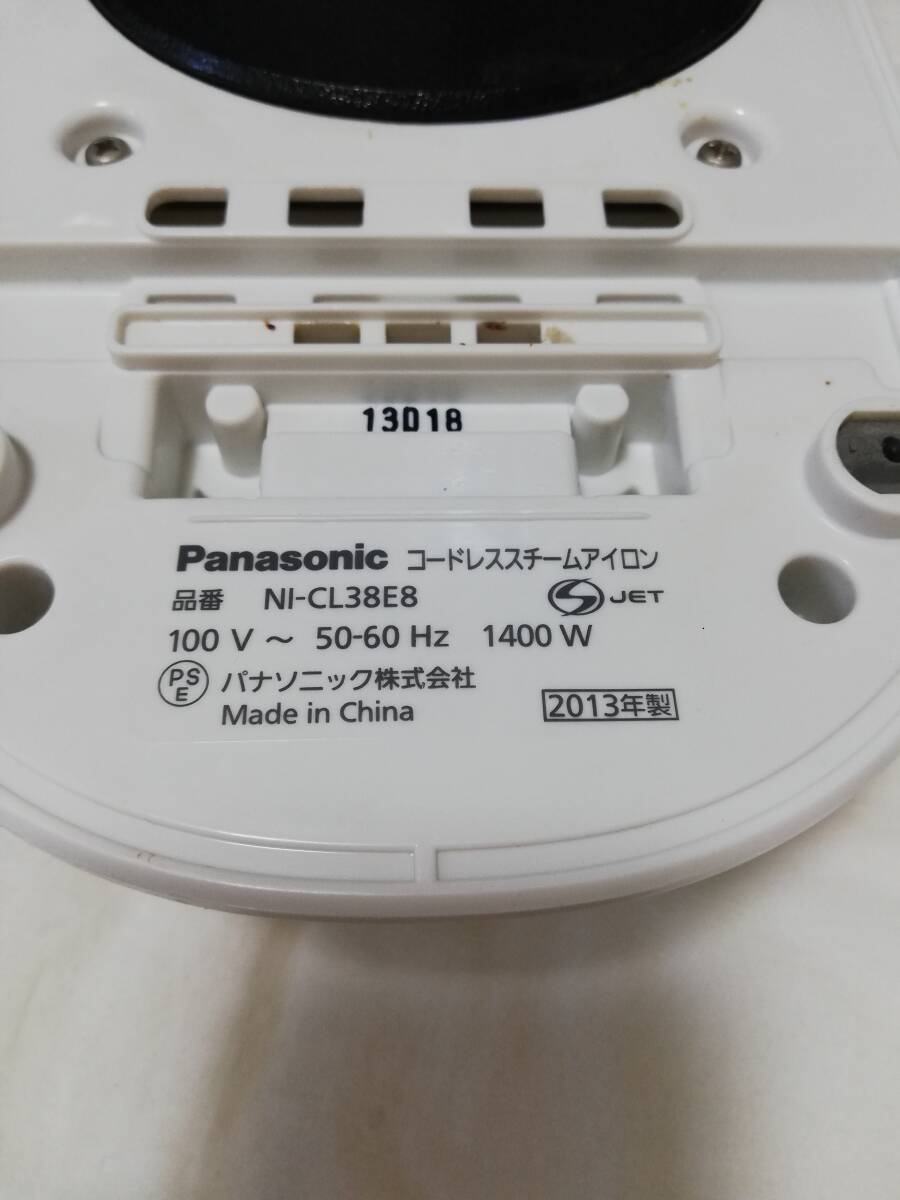 13D18
Panasonic コードレススチームアイロン
品番 NI-CL38E8 S JET
100 V ～ 50-60 Hz 1400 W
PS E パナソニック株式会社
Made in China 2013年製